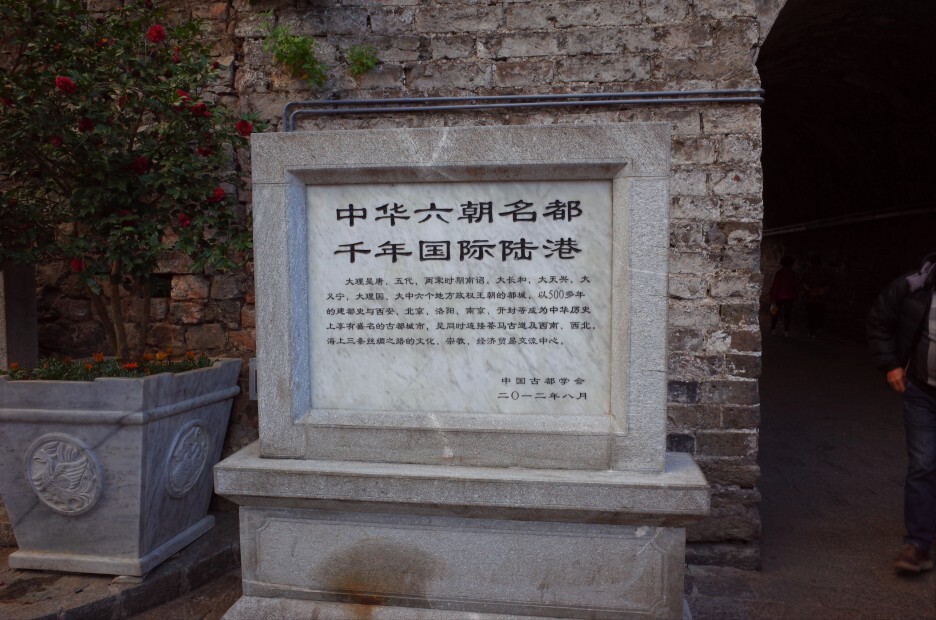 中华六朝名都
千年国际陆港
大理是唐、五代、两宋时期南诏、大长和、大天兴、大
义宁、大理国、大中六个地方政权王朝的都城，以500多年
的建都史与西安、北京、洛阳、南京、开封等成为中华历史
上享有盛名的古都城市，是同时连接茶马古道及西南、西北、
海上三条丝绸之路的文化、宗教、经济贸易交流中心。
中国古都学会
二〇一二年八月